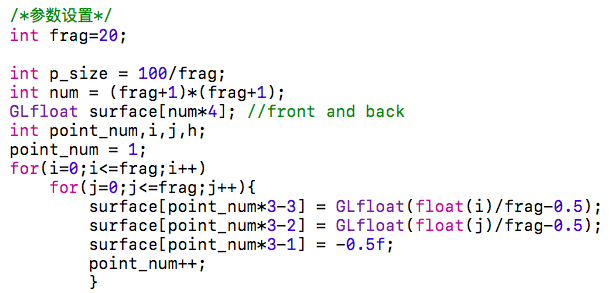 /*参数设置*/
int frag=20;

int p_size = 100/frag;
int num = (frag+1)*(frag+1);
GLfloat surface[num*4]; //front and back
int point_num,i,j,h;
point_num = 1;
for(i=0;i<=frag;i++)
    for(j=0;j<=frag;j++){
        surface[point_num*3-3] = GLfloat(float(i)/frag-0.5);
        surface[point_num*3-2] = GLfloat(float(j)/frag-0.5);
        surface[point_num*3-1] = -0.5f;
        point_num++;
        }